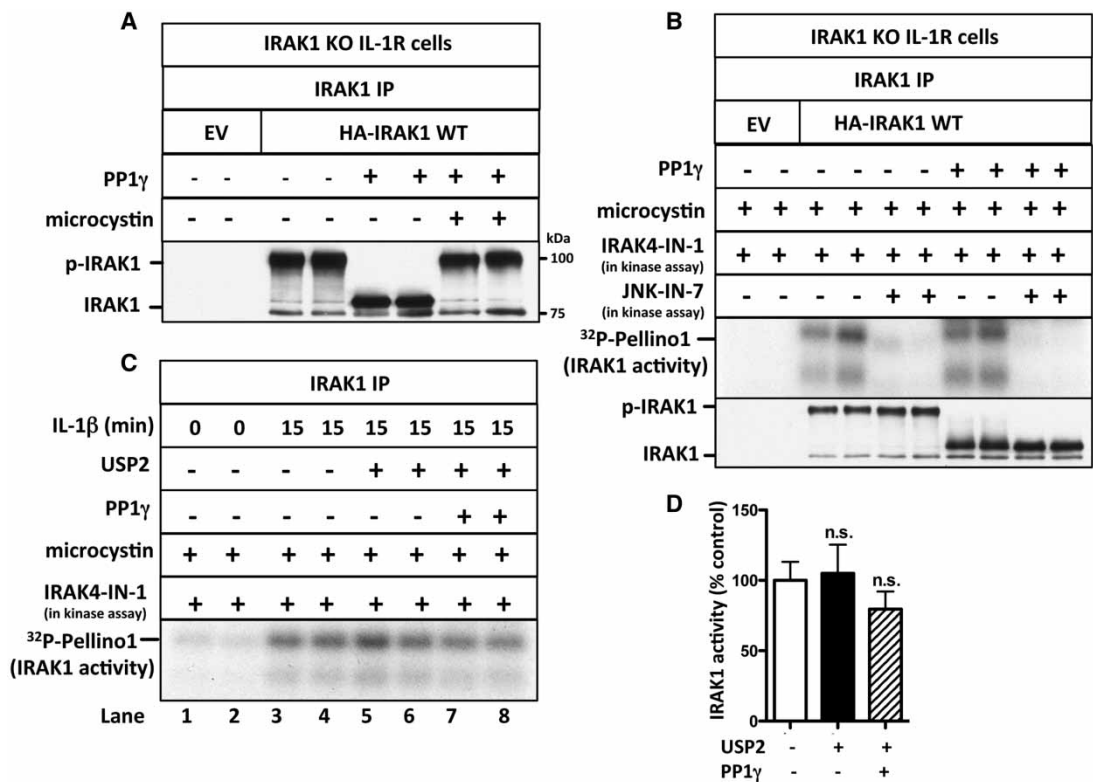 A
IRAK1 KO IL-1R cells
IRAK1 IP
EV HA-IRAK1 WT
PP1γ - - - - + + + +
microcystin - - - - - - + +
kDa
p-IRAK1 100
IRAK1 75
B
IRAK1 KO IL-1R cells
IRAK1 IP
EV HA-IRAK1 WT
PP1γ - - - - - - + + + +
microcystin + + + + + + + + + +
IRAK4-IN-1 + + + + + + + + + +
(in kinase assay)
JNK-IN-7 - - - - + + - - + +
(in kinase assay)
32P-Pellino1
(IRAK1 activity)
p-IRAK1
IRAK1
C
IRAK1 IP
IL-1β (min) 0 0 15 15 15 15 15 15
USP2 - - - - + + + +
PP1γ - - - - - - + +
microcystin + + + + + + + +
IRAK4-IN-1 + + + + + + + +
(in kinase assay)
32P-Pellino1
(IRAK1 activity)
Lane 1 2 3 4 5 6 7 8
D
IRAK1 activity (% control)
150
100
50
0
n.s.
n.s.
USP2 - + +
PP1γ - - +